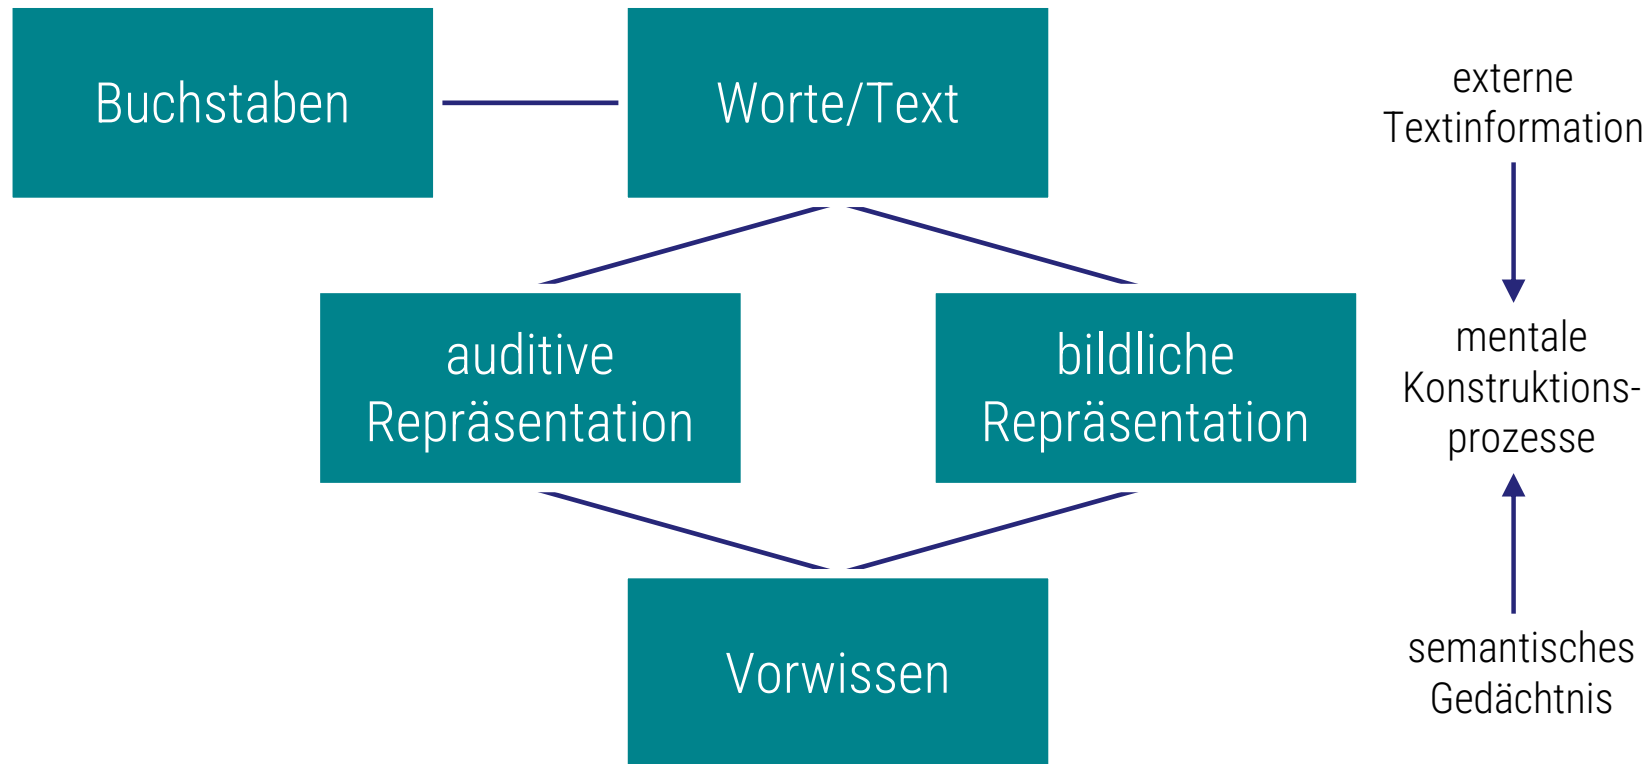 Buchstaben
Worte/Text
externe
Textinformation
auditive
Repräsentation
bildliche
Repräsentation
mentale
Konstruktions-
prozesse
Vorwissen
semantisches
Gedächtnis